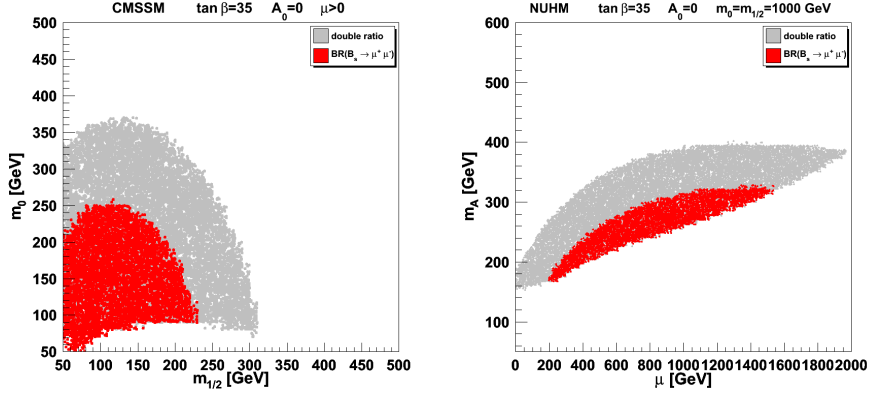 CMSSM tan β=35 A₀=0 μ>0
double ratio
BR(Bₛ → μ⁺ μ⁻)
m₀ [GeV]
500
450
400
350
300
250
200
150
100
50
50 100 150 200 250 300 350 400 450 500
m₁/₂ [GeV]
NUHM tan β=35 A₀=0 m₀=m₁/₂=1000 GeV
double ratio
BR(Bₛ → μ⁺ μ⁻)
m_A [GeV]
600
500
400
300
200
100
0 200 400 600 800 1000 1200 1400 1600 1800 2000
μ [GeV]